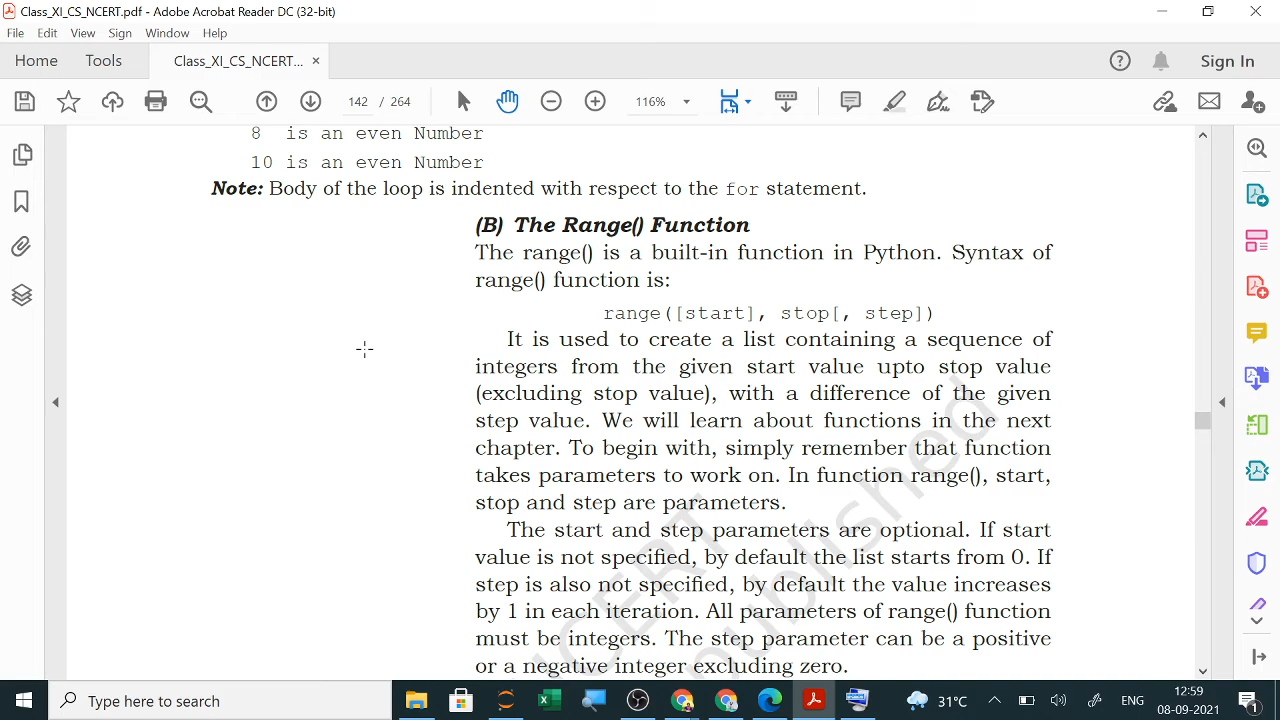 Class_XI_CS_NCERT.pdf - Adobe Acrobat Reader DC (32-bit)
File Edit View Sign Window Help
Home Tools Class_XI_CS_NCERT... × Sign In
142 / 264 116%
8 is an even Number
10 is an even Number
Note: Body of the loop is indented with respect to the for statement.
(B) The Range() Function
The range() is a built-in function in Python. Syntax of
range() function is:
range([start], stop[, step])
It is used to create a list containing a sequence of
integers from the given start value upto stop value
(excluding stop value), with a difference of the given
step value. We will learn about functions in the next
chapter. To begin with, simply remember that function
takes parameters to work on. In function range(), start,
stop and step are parameters.
The start and step parameters are optional. If start
value is not specified, by default the list starts from 0. If
step is also not specified, by default the value increases
by 1 in each iteration. All parameters of range() function
must be integers. The step parameter can be a positive
or a negative integer excluding zero.
NCERT
published
Type here to search
31°C ENG 12:59
08-09-2021
1